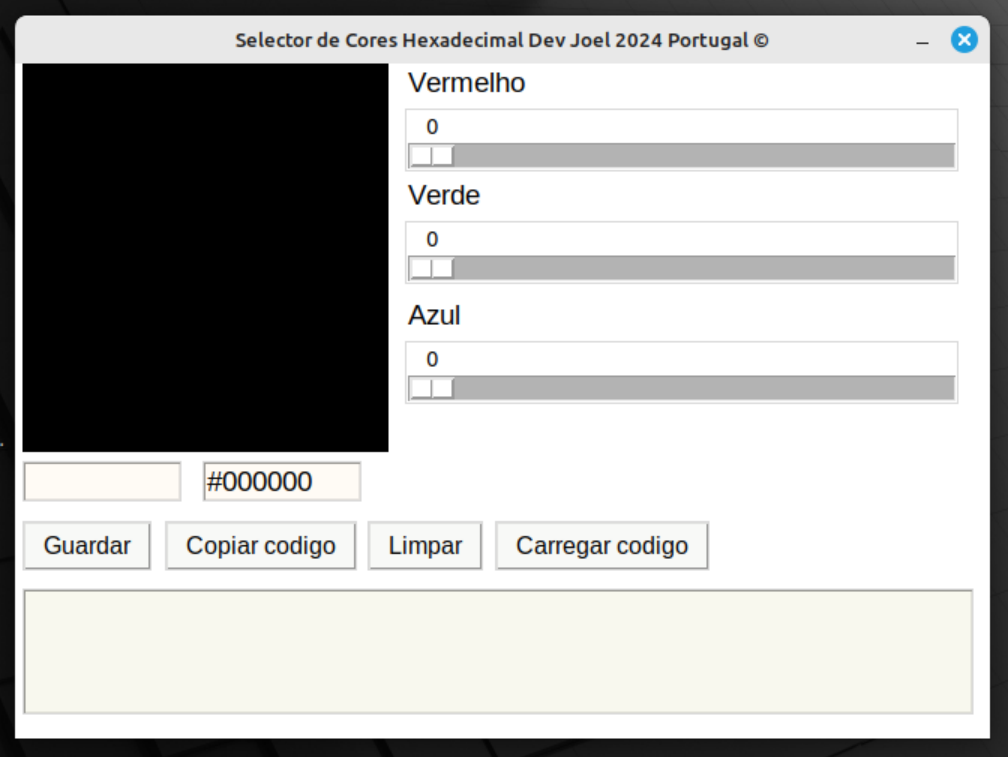 Selector de Cores Hexadecimal Dev Joel 2024 Portugal ©
Vermelho
0
Verde
0
Azul
0
#000000
Guardar
Copiar codigo
Limpar
Carregar codigo